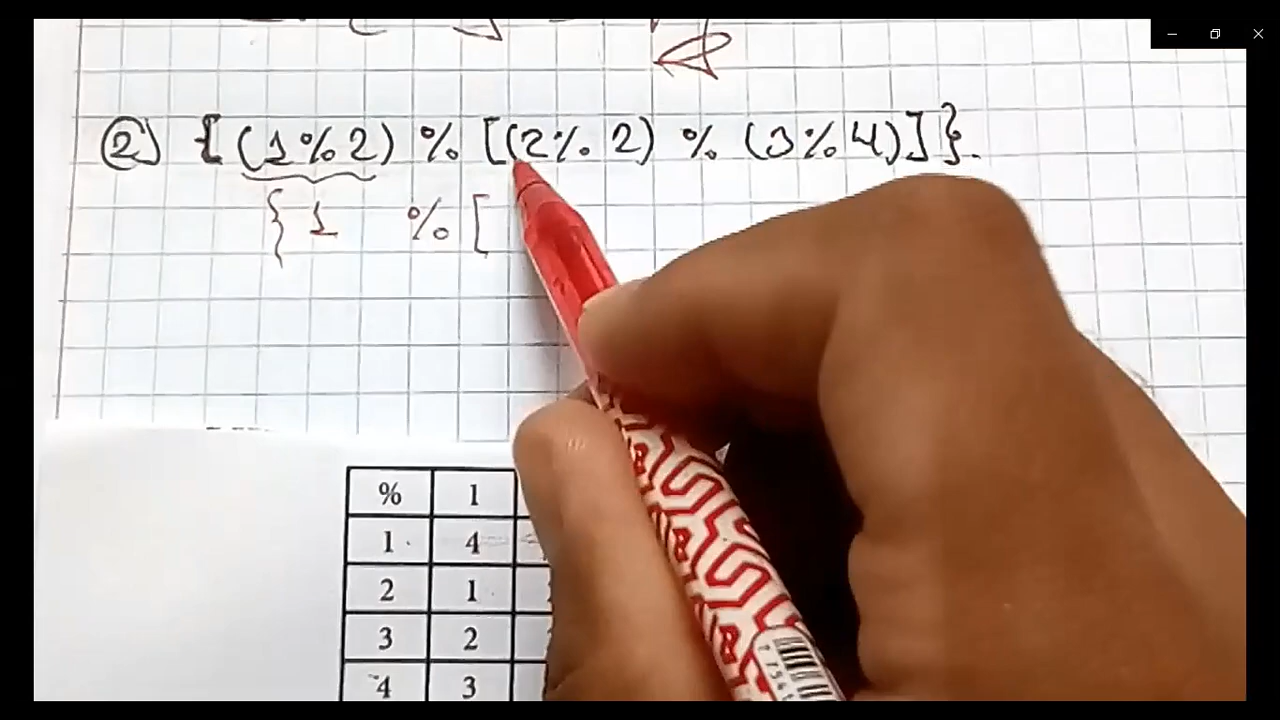 2) {(1%2) % [(2%2) % (3%4)]}.
{1 % [
% 1
1 4
2 1
3 2
4 3